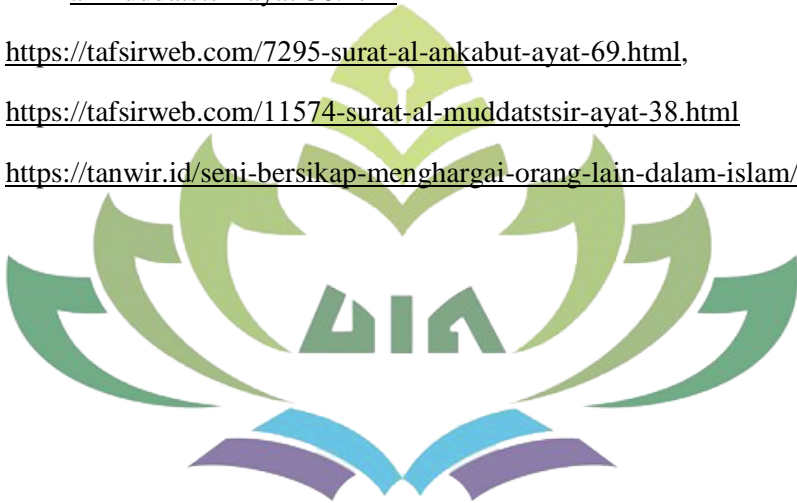 https://tafsirweb.com/7295-surat-al-ankabut-ayat-69.html,
https://tafsirweb.com/11574-surat-al-muddatstsir-ayat-38.html
https://tanwir.id/seni-bersikap-menghargai-orang-lain-dalam-islam/
UIN